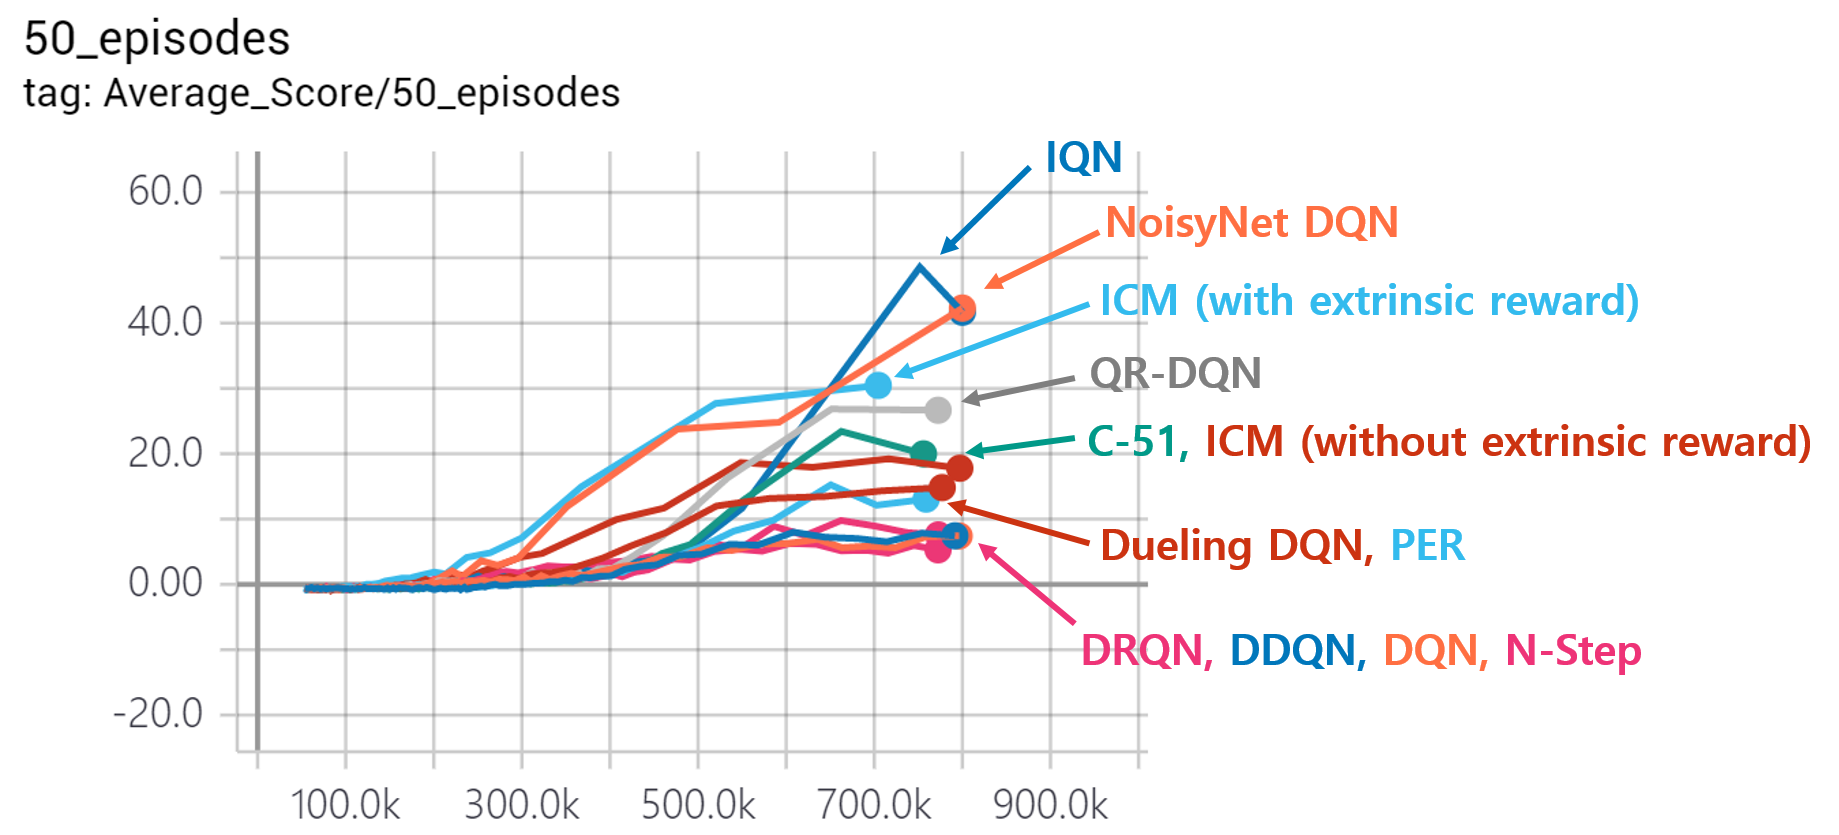 50_episodes
tag: Average_Score/50_episodes
60.0
40.0
20.0
0.00
-20.0
100.0k 300.0k 500.0k 700.0k 900.0k
IQN
NoisyNet DQN
ICM (with extrinsic reward)
QR-DQN
C-51, ICM (without extrinsic reward)
Dueling DQN, PER
DRQN, DDQN, DQN, N-Step